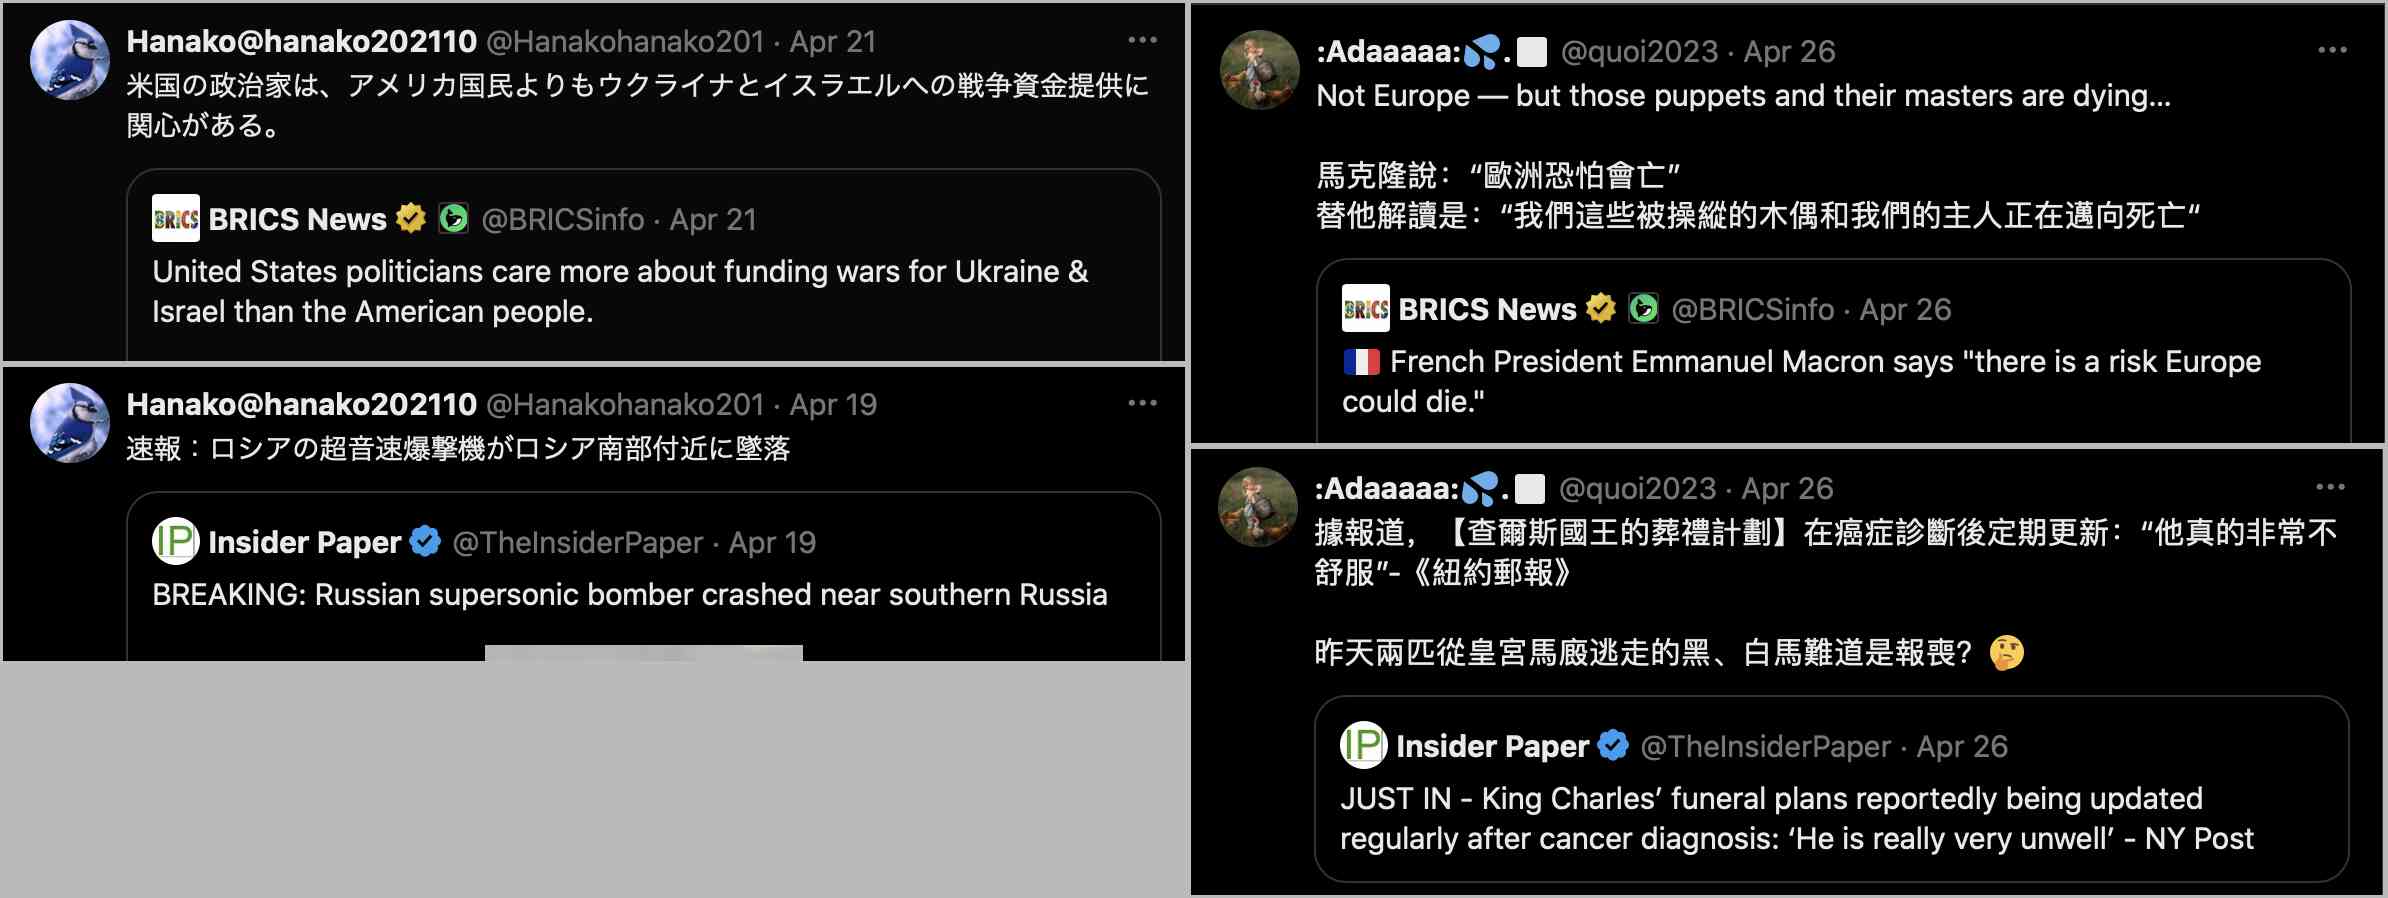 Hanako@hanako202110 @Hanakohanako201 · Apr 21
米国の政治家は、アメリカ国民よりもウクライナとイスラエルへの戦争資金提供に
関心がある。
BRICS BRICS News @BRICSinfo · Apr 21
United States politicians care more about funding wars for Ukraine &
Israel than the American people.
Hanako@hanako202110 @Hanakohanako201 · Apr 19
速報：ロシアの超音速爆撃機がロシア南部付近に墜落
IP Insider Paper @TheInsiderPaper · Apr 19
BREAKING: Russian supersonic bomber crashed near southern Russia
:Adaaaaa:💦.⬜ @quoi2023 · Apr 26
Not Europe — but those puppets and their masters are dying...
馬克隆說：“歐洲恐怕會亡”
替他解讀是：“我們這些被操縱的木偶和我們的主人正在邁向死亡“
BRICS BRICS News @BRICSinfo · Apr 26
🇫🇷 French President Emmanuel Macron says "there is a risk Europe
could die."
:Adaaaaa:💦.⬜ @quoi2023 · Apr 26
據報道，【查爾斯國王的葬禮計劃】在癌症診斷後定期更新：“他真的非常不
舒服”-《紐約郵報》
昨天兩匹從皇宮馬廄逃走的黑、白馬難道是報喪？🤔
IP Insider Paper @TheInsiderPaper · Apr 26
JUST IN - King Charles’ funeral plans reportedly being updated
regularly after cancer diagnosis: ‘He is really very unwell’ - NY Post